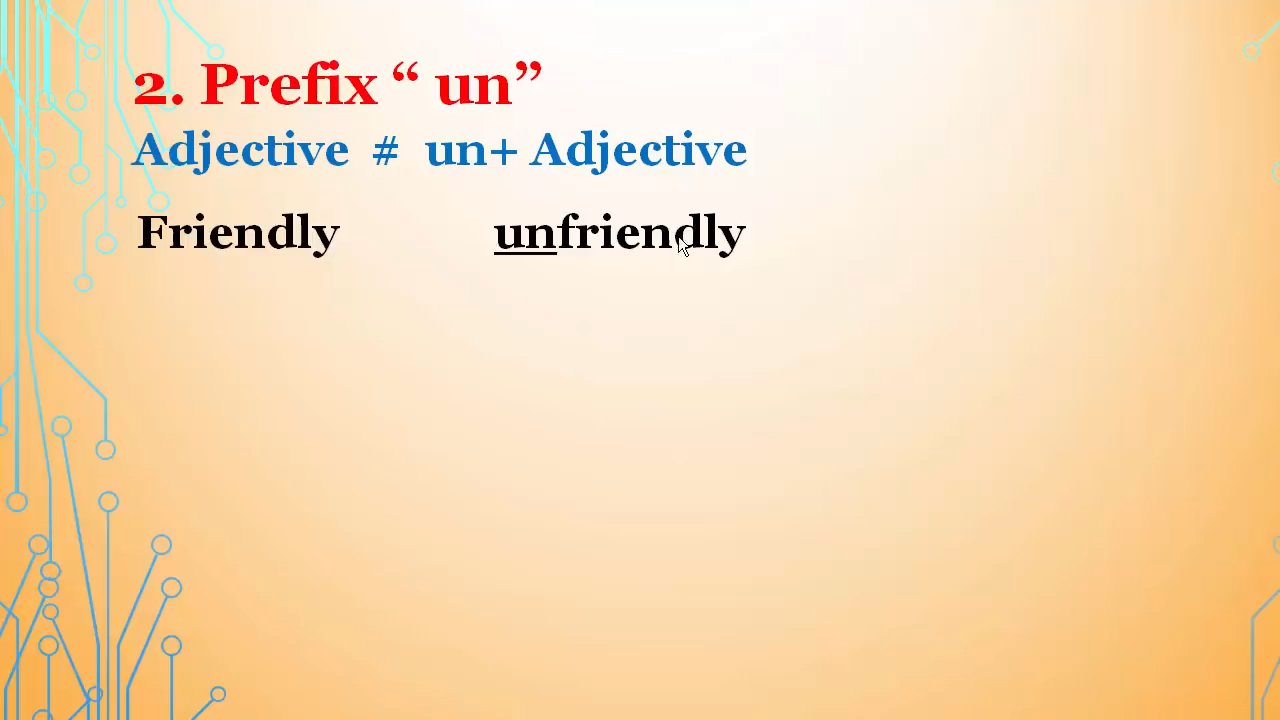 2. Prefix “ un”
Adjective # un+ Adjective
Friendly unfriendly